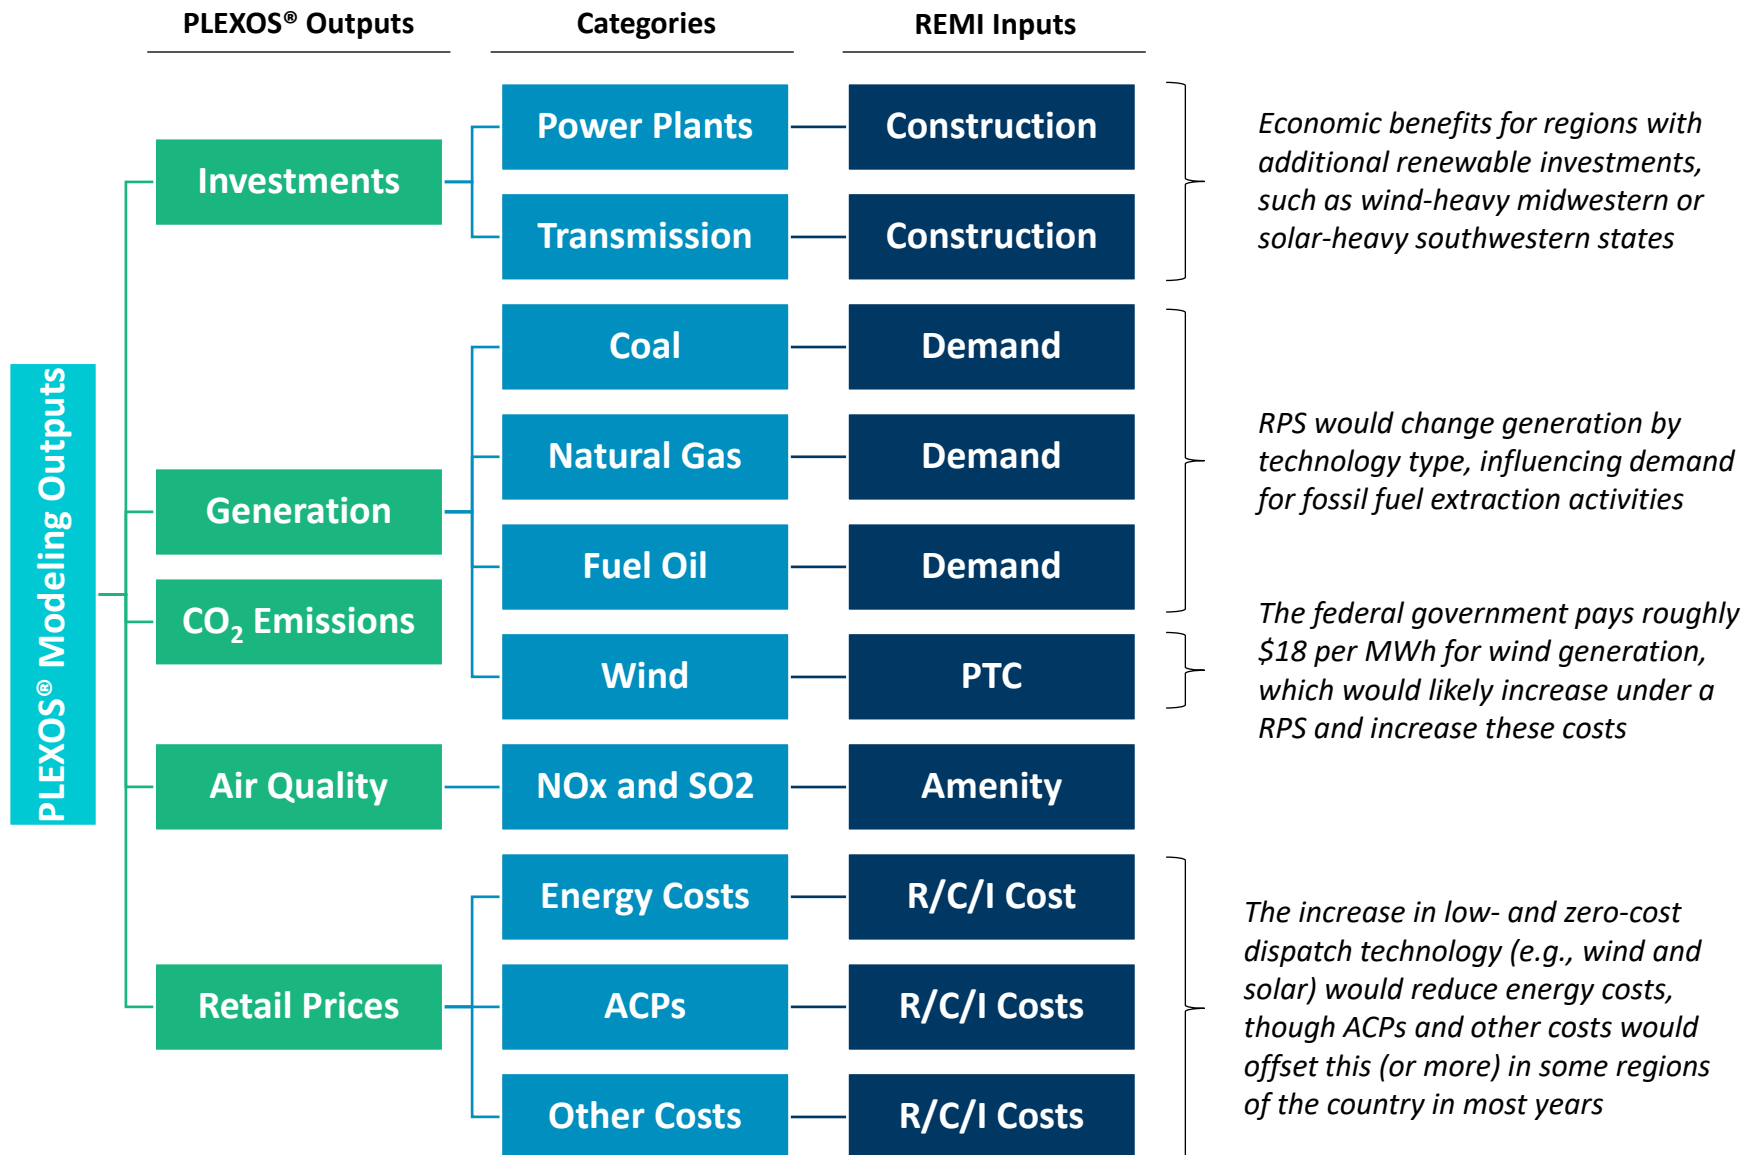 PLEXOS® Outputs
Categories
REMI Inputs
PLEXOS® Modeling Outputs
Investments
Power Plants
Construction
Transmission
Construction
Economic benefits for regions with
additional renewable investments,
such as wind-heavy midwestern or
solar-heavy southwestern states
Generation
Coal
Demand
Natural Gas
Demand
Fuel Oil
Demand
RPS would change generation by
technology type, influencing demand
for fossil fuel extraction activities
CO₂ Emissions
Wind
PTC
The federal government pays roughly
$18 per MWh for wind generation,
which would likely increase under a
RPS and increase these costs
Air Quality
NOx and SO2
Amenity
Retail Prices
Energy Costs
R/C/I Cost
ACPs
R/C/I Costs
Other Costs
R/C/I Costs
The increase in low- and zero-cost
dispatch technology (e.g., wind and
solar) would reduce energy costs,
though ACPs and other costs would
offset this (or more) in some regions
of the country in most years